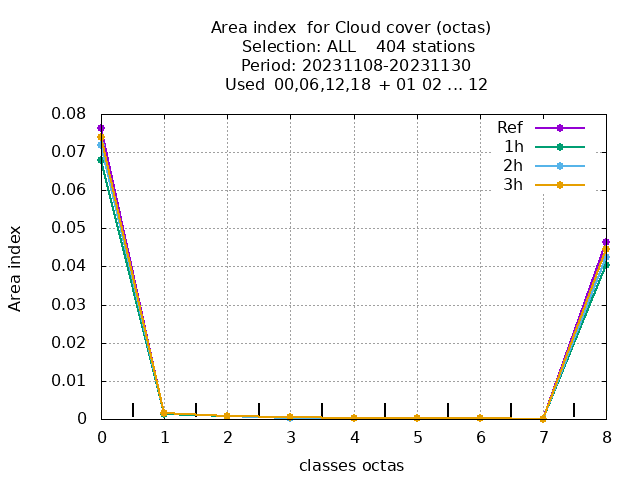 Area index  for Cloud cover (octas)
Selection: ALL    404 stations
Period: 20231108-20231130
Used  00,06,12,18  + 01 02 ... 12
0.08
0.07
0.06
0.05
0.04
0.03
0.02
0.01
0
Area index
Ref
1h
2h
3h
0 1 2 3 4 5 6 7 8
classes octas